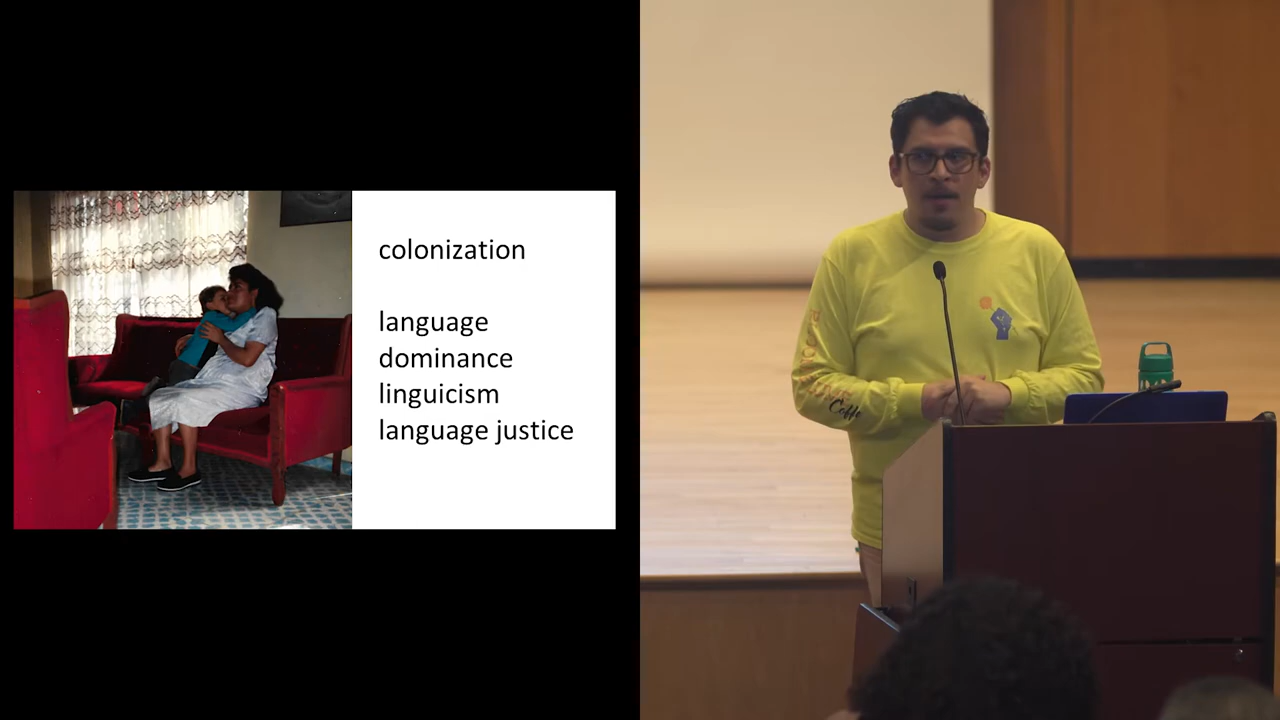 colonization
language
dominance
linguicism
language justice